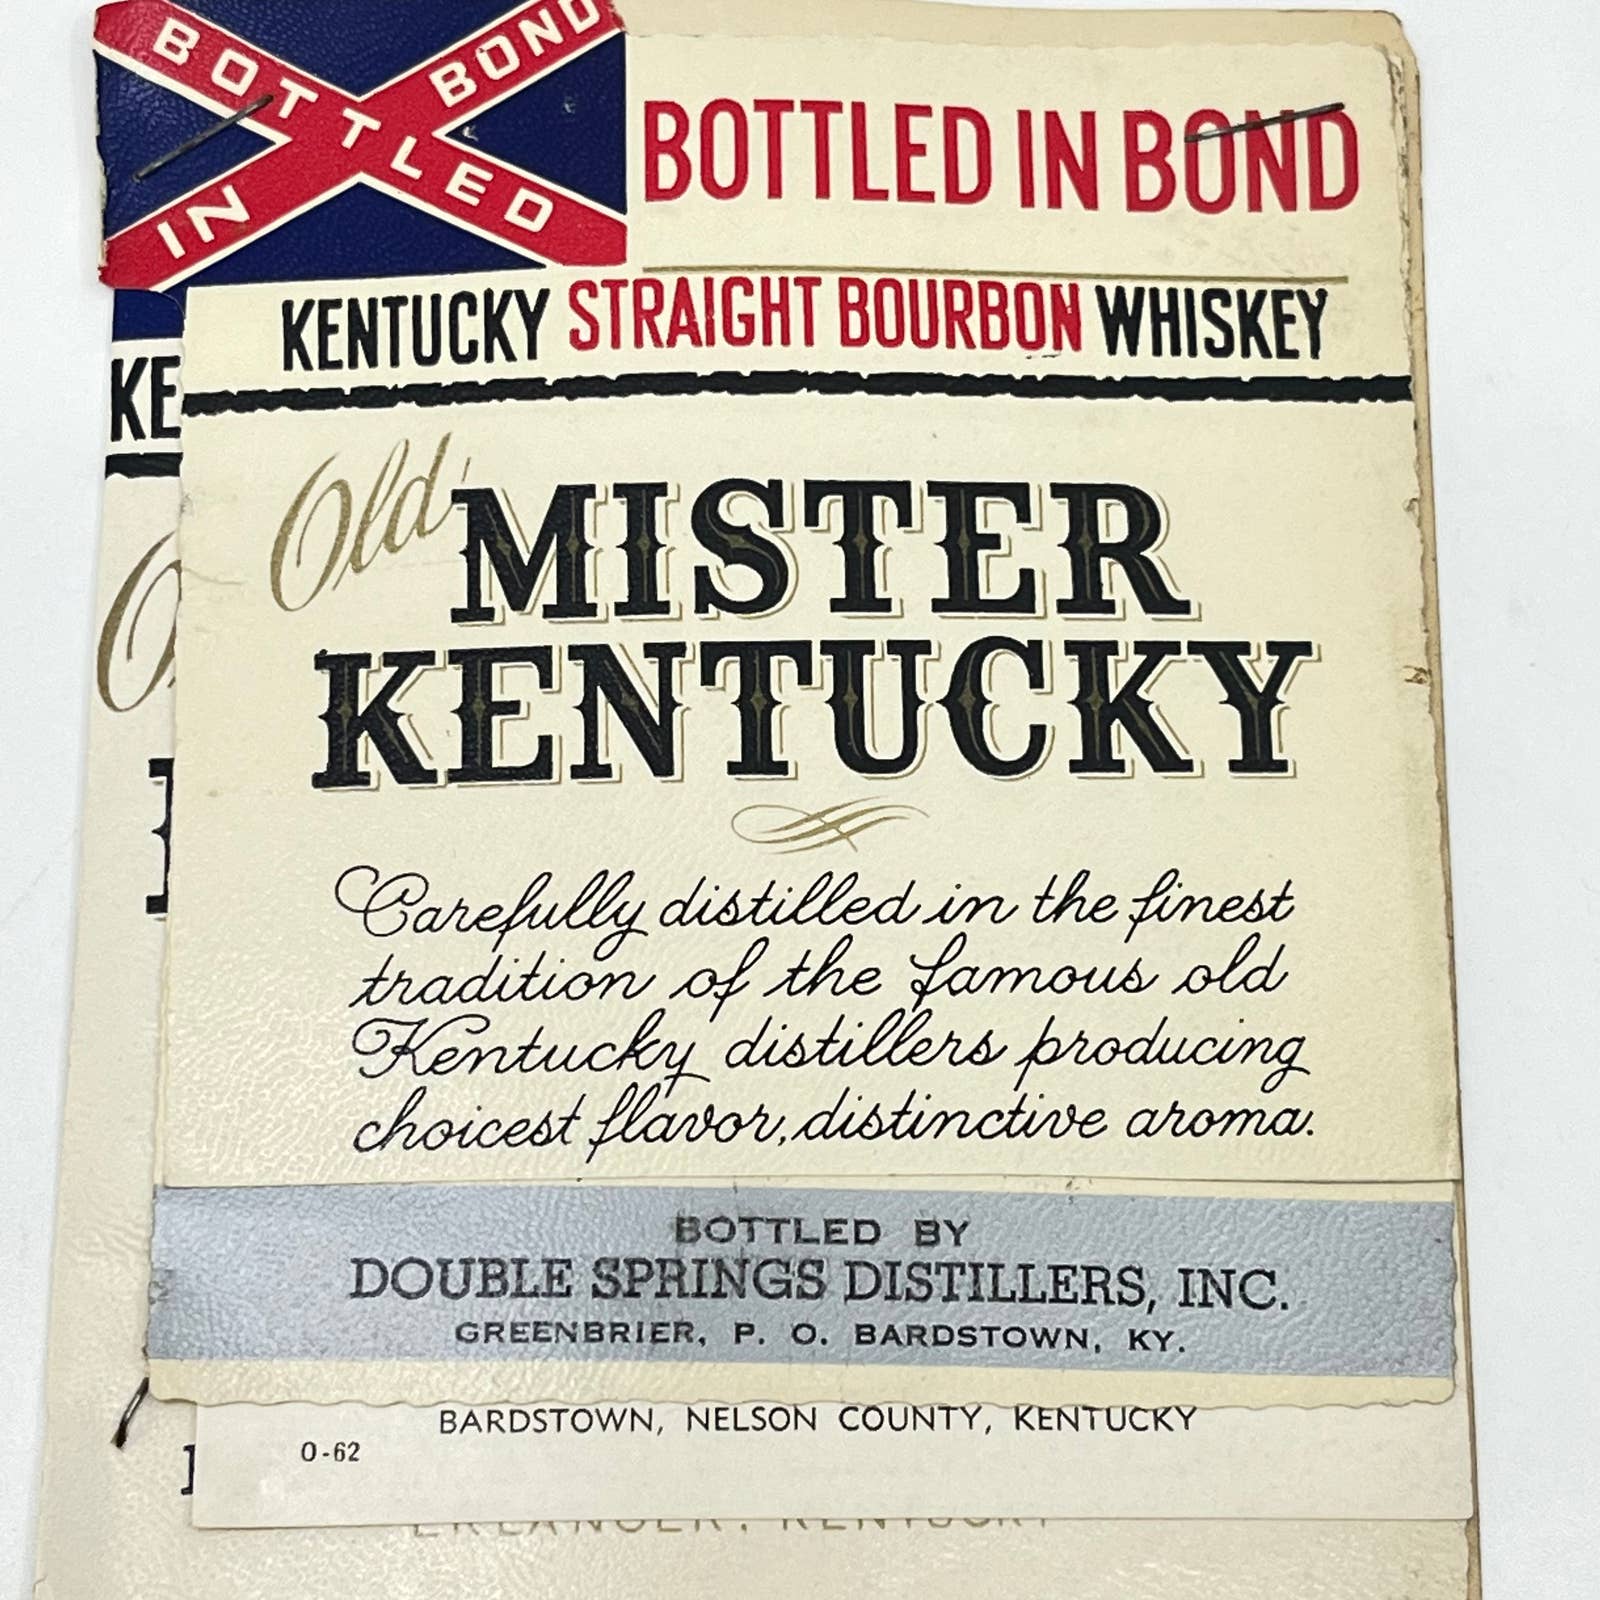 BOTTLED
IN BOND
BOTTLED IN BOND
KENTUCKY STRAIGHT BOURBON WHISKEY
KE
Old
MISTER
KENTUCKY
Carefully distilled in the finest
tradition of the famous old
Kentucky distillers producing
choicest flavor, distinctive aroma.
BOTTLED BY
DOUBLE SPRINGS DISTILLERS, INC.
GREENBRIER, P. O. BARDSTOWN, KY.
BARDSTOWN, NELSON COUNTY, KENTUCKY
0-62
ERLANGER, KENTUCKY